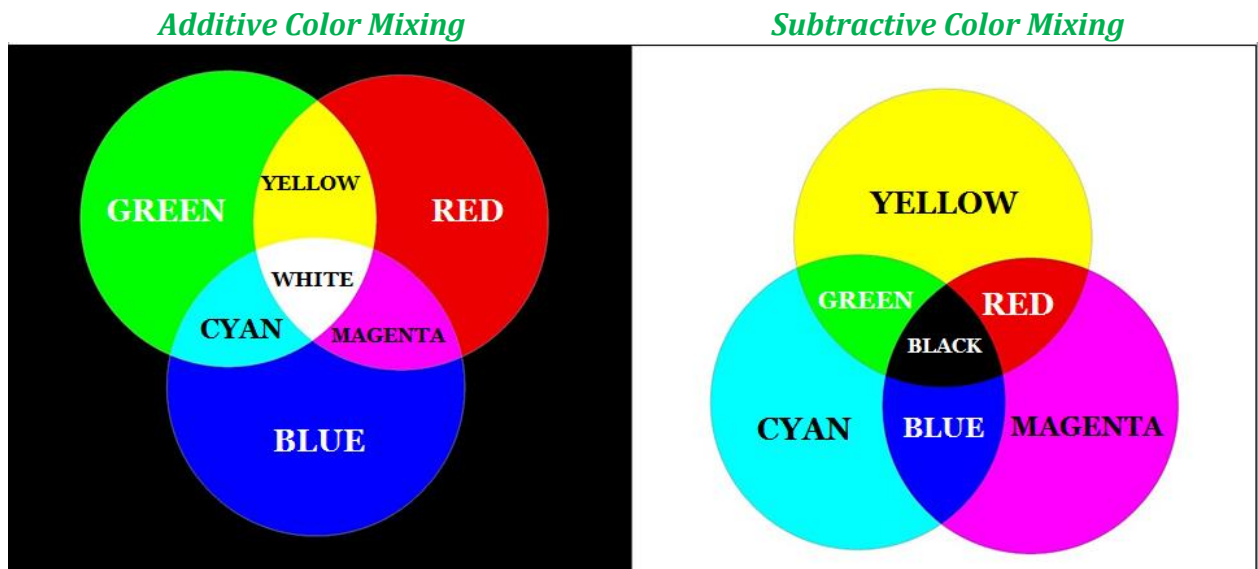 Additive Color Mixing
Subtractive Color Mixing
YELLOW
GREEN
RED
WHITE
CYAN
MAGENTA
BLUE
YELLOW
GREEN
RED
BLACK
CYAN
BLUE
MAGENTA